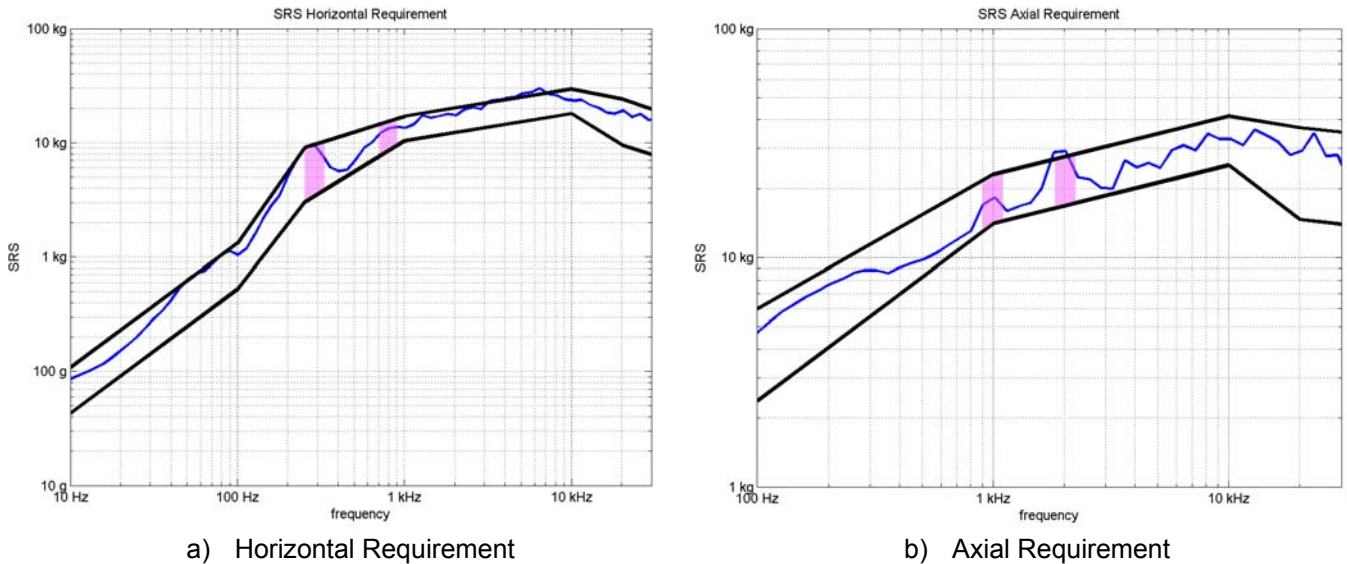 SRS Horizontal Requirement
100 kg
10 kg
1 kg
100 g
10 g
SRS
10 Hz
100 Hz
1 kHz
10 kHz
frequency
a) Horizontal Requirement
SRS Axial Requirement
100 kg
10 kg
1 kg
SRS
100 Hz
1 kHz
10 kHz
frequency
b) Axial Requirement